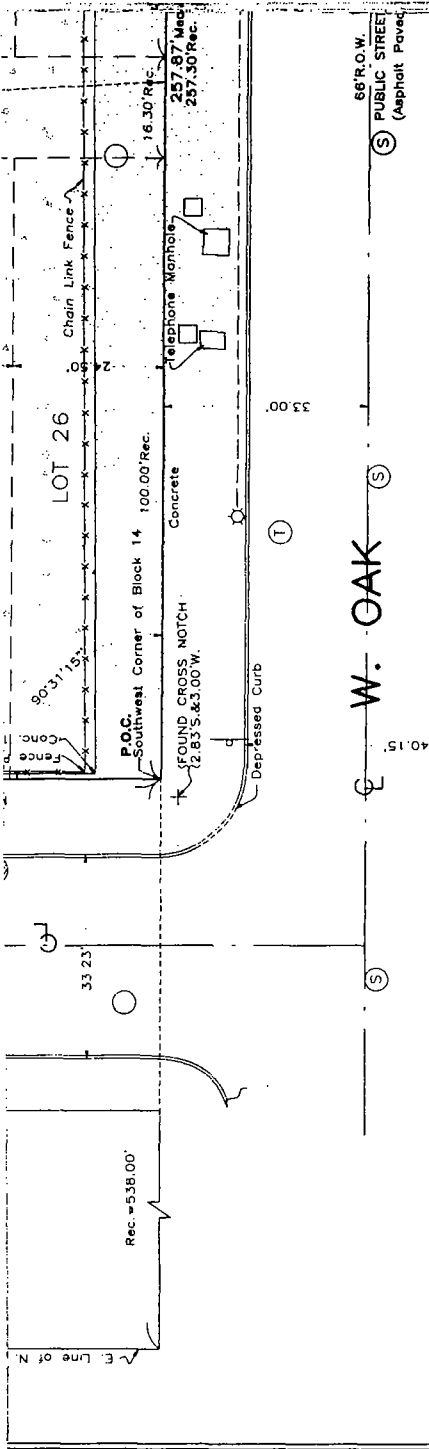 LOT 26
Chain Link Fence
24.50'
90°31'15"
Fence
Conc.
16.30'Rec.
257.87'
257.30'Rec.
P.O.C.
Southwest Corner of Block 14
100.00'Rec.
Telephone Manhole
Concrete
FOUND CROSS NOTCH
(2.83'S.&3.00'W.
Depressed Curb
33.00'
T
S
W. OAK
40.15'
66'R.O.W.
S PUBLIC STREET
(Asphalt Paved
33.23'
S
Rec.=538.00'
E. Line of N.